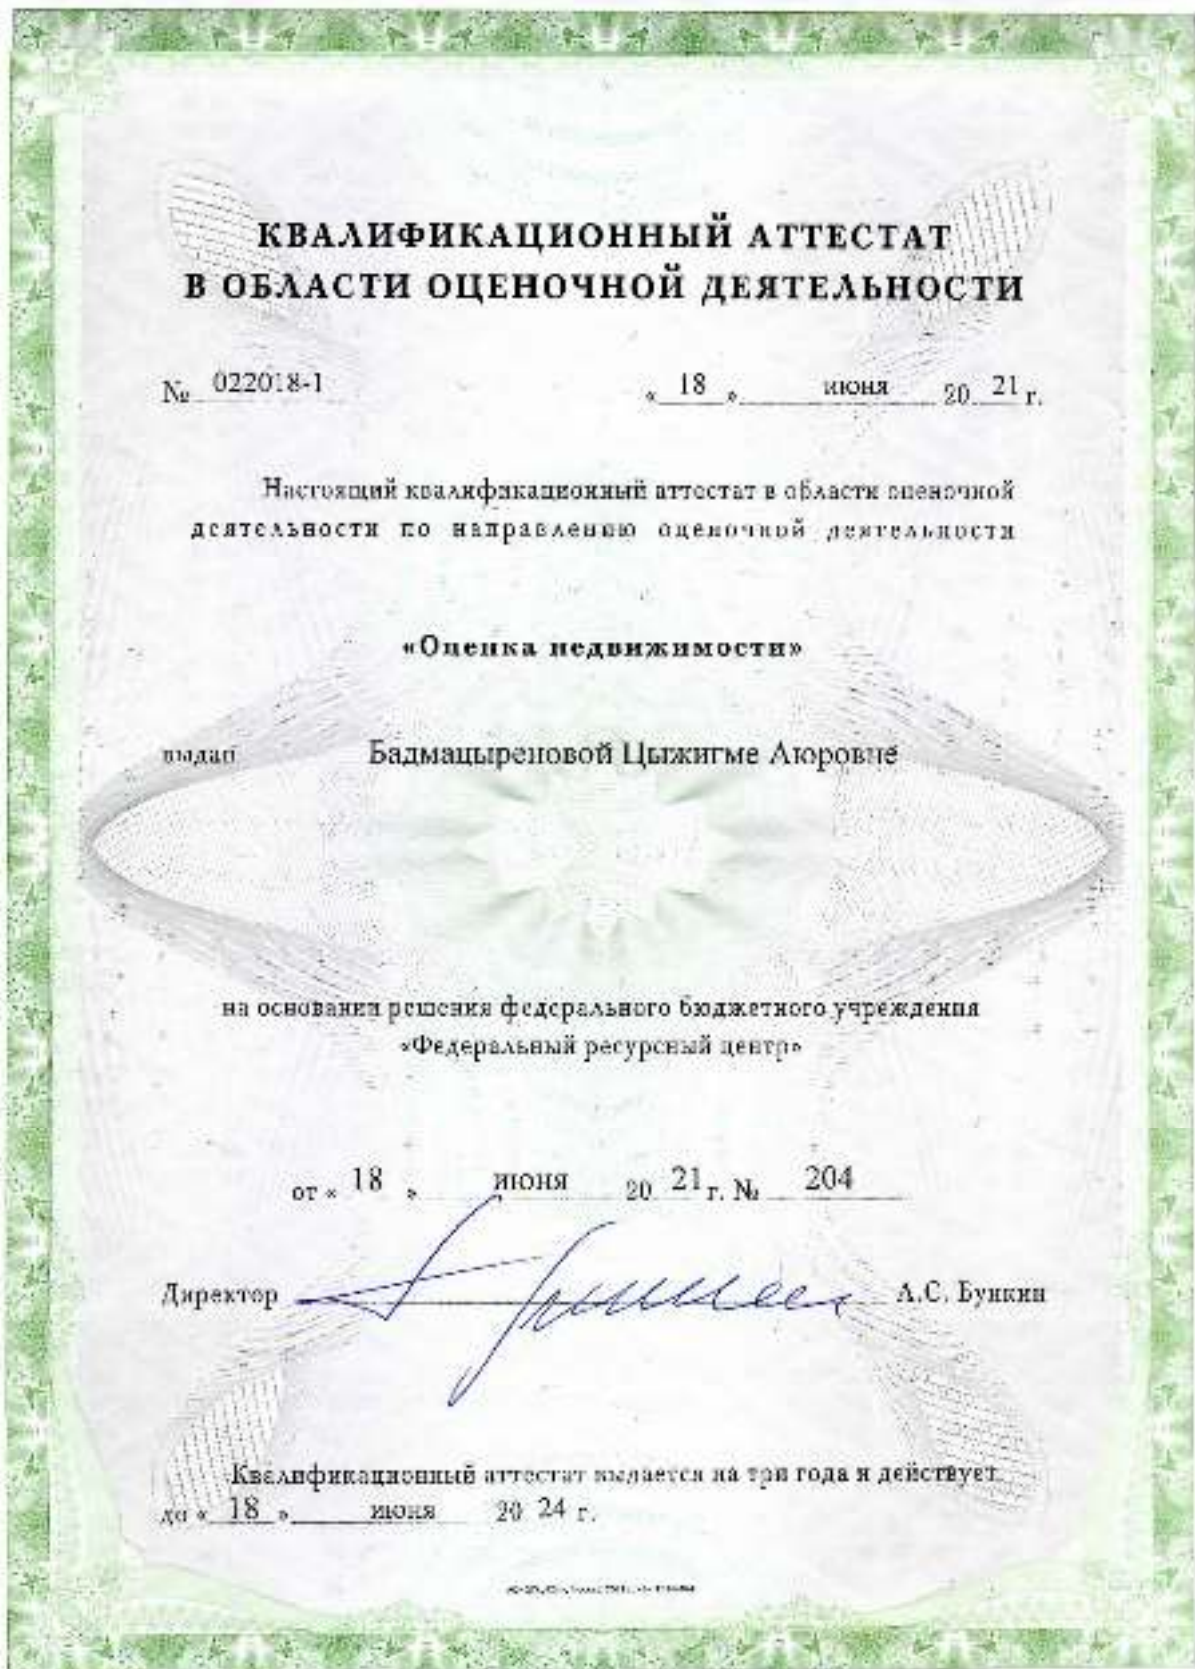 КВАЛИФИКАЦИОННЫЙ АТТЕСТАТ
В ОБЛАСТИ ОЦЕНОЧНОЙ ДЕЯТЕЛЬНОСТИ
№ 022018-1 « 18 » июня 20 21 г.
Настоящий квалификационный аттестат в области оценочной
деятельности по направлению оценочной деятельности
«Оценка недвижимости»
выдан Бадмацыреновой Цыжигме Аюровне
на основании решения федерального бюджетного учреждения
«Федеральный ресурсный центр»
от « 18 » июня 20 21 г. № 204
Директор А.С. Бункин
Квалификационный аттестат выдается на три года и действует
до « 18 » июня 20 24 г.